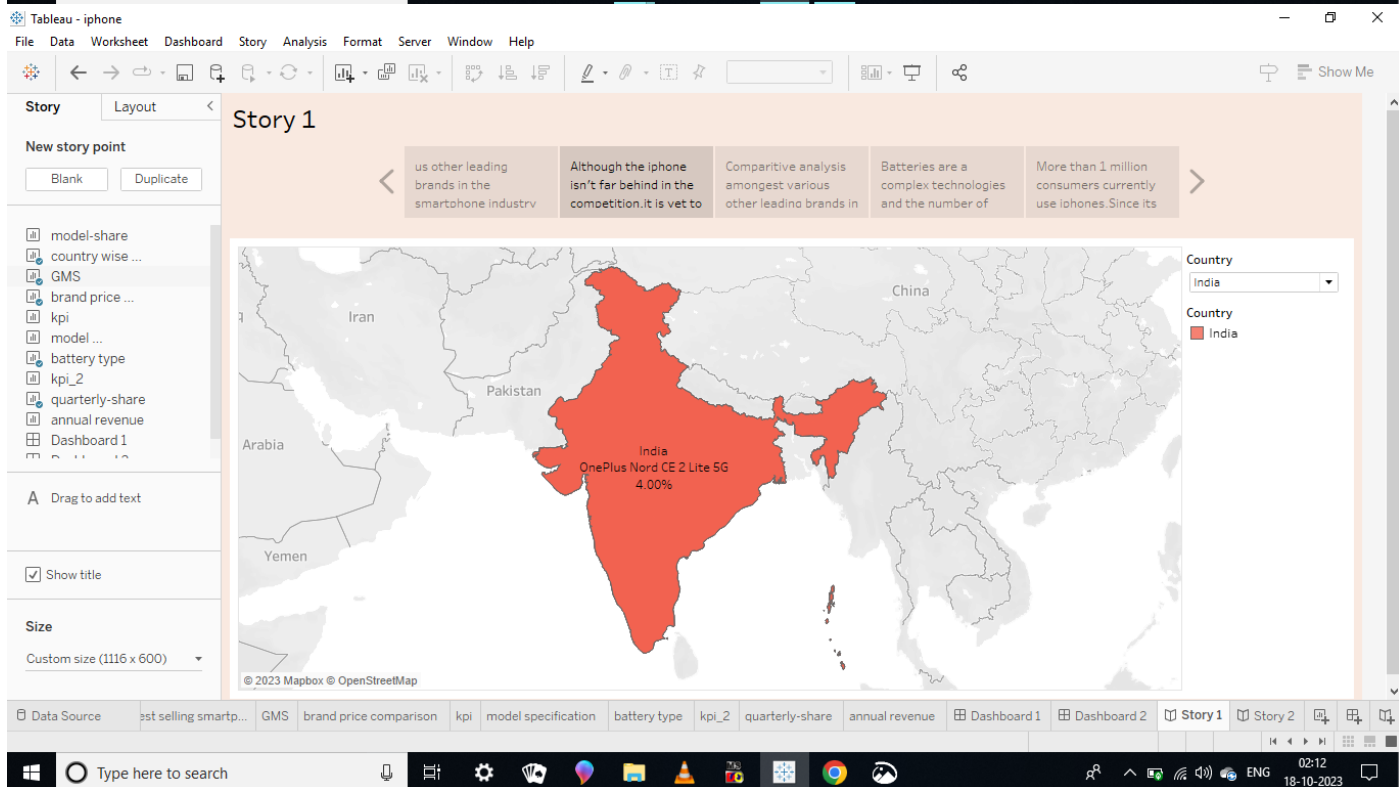 Tableau - iphone
File Data Worksheet Dashboard Story Analysis Format Server Window Help
Show Me
Story Layout
New story point
Blank Duplicate
model-share
country wise ...
GMS
brand price ...
kpi
model ...
battery type
kpi_2
quarterly-share
annual revenue
Dashboard 1
A Drag to add text
Show title
Size
Custom size (1116 x 600)
Story 1
us other leading
brands in the
smartphone industry
Although the iphone
isn't far behind in the
competition.it is yet to
Comparitive analysis
amongest various
other leading brands in
Batteries are a
complex technologies
and the number of
More than 1 million
consumers currently
use iphones.Since its
Iran
China
Pakistan
Arabia
Yemen
India
OnePlus Nord CE 2 Lite 5G
4.00%
© 2023 Mapbox © OpenStreetMap
Country
India
Country
India
Data Source est selling smartp... GMS brand price comparison kpi model specification battery type kpi_2 quarterly-share annual revenue Dashboard 1 Dashboard 2 Story 1 Story 2
Type here to search
ENG
02:12
18-10-2023